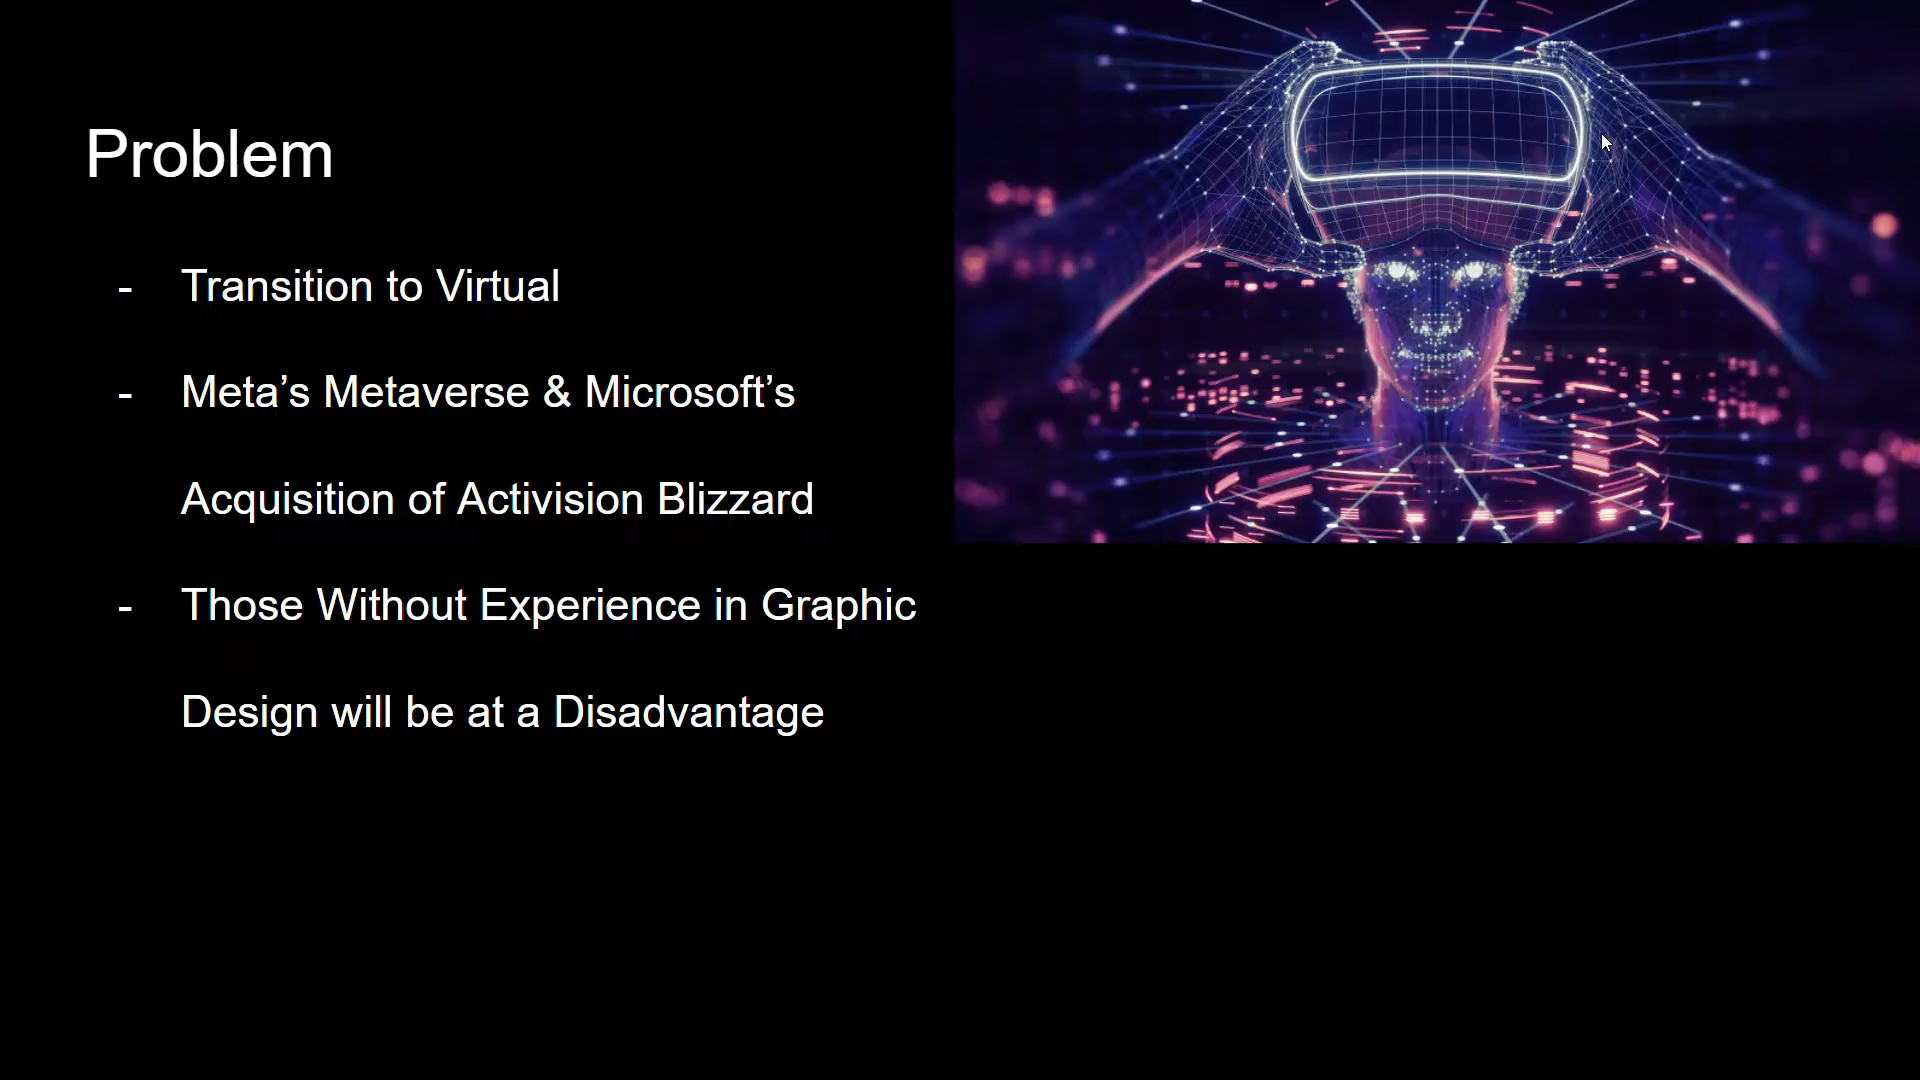 Problem
- Transition to Virtual
- Meta’s Metaverse & Microsoft’s
Acquisition of Activision Blizzard
- Those Without Experience in Graphic
Design will be at a Disadvantage